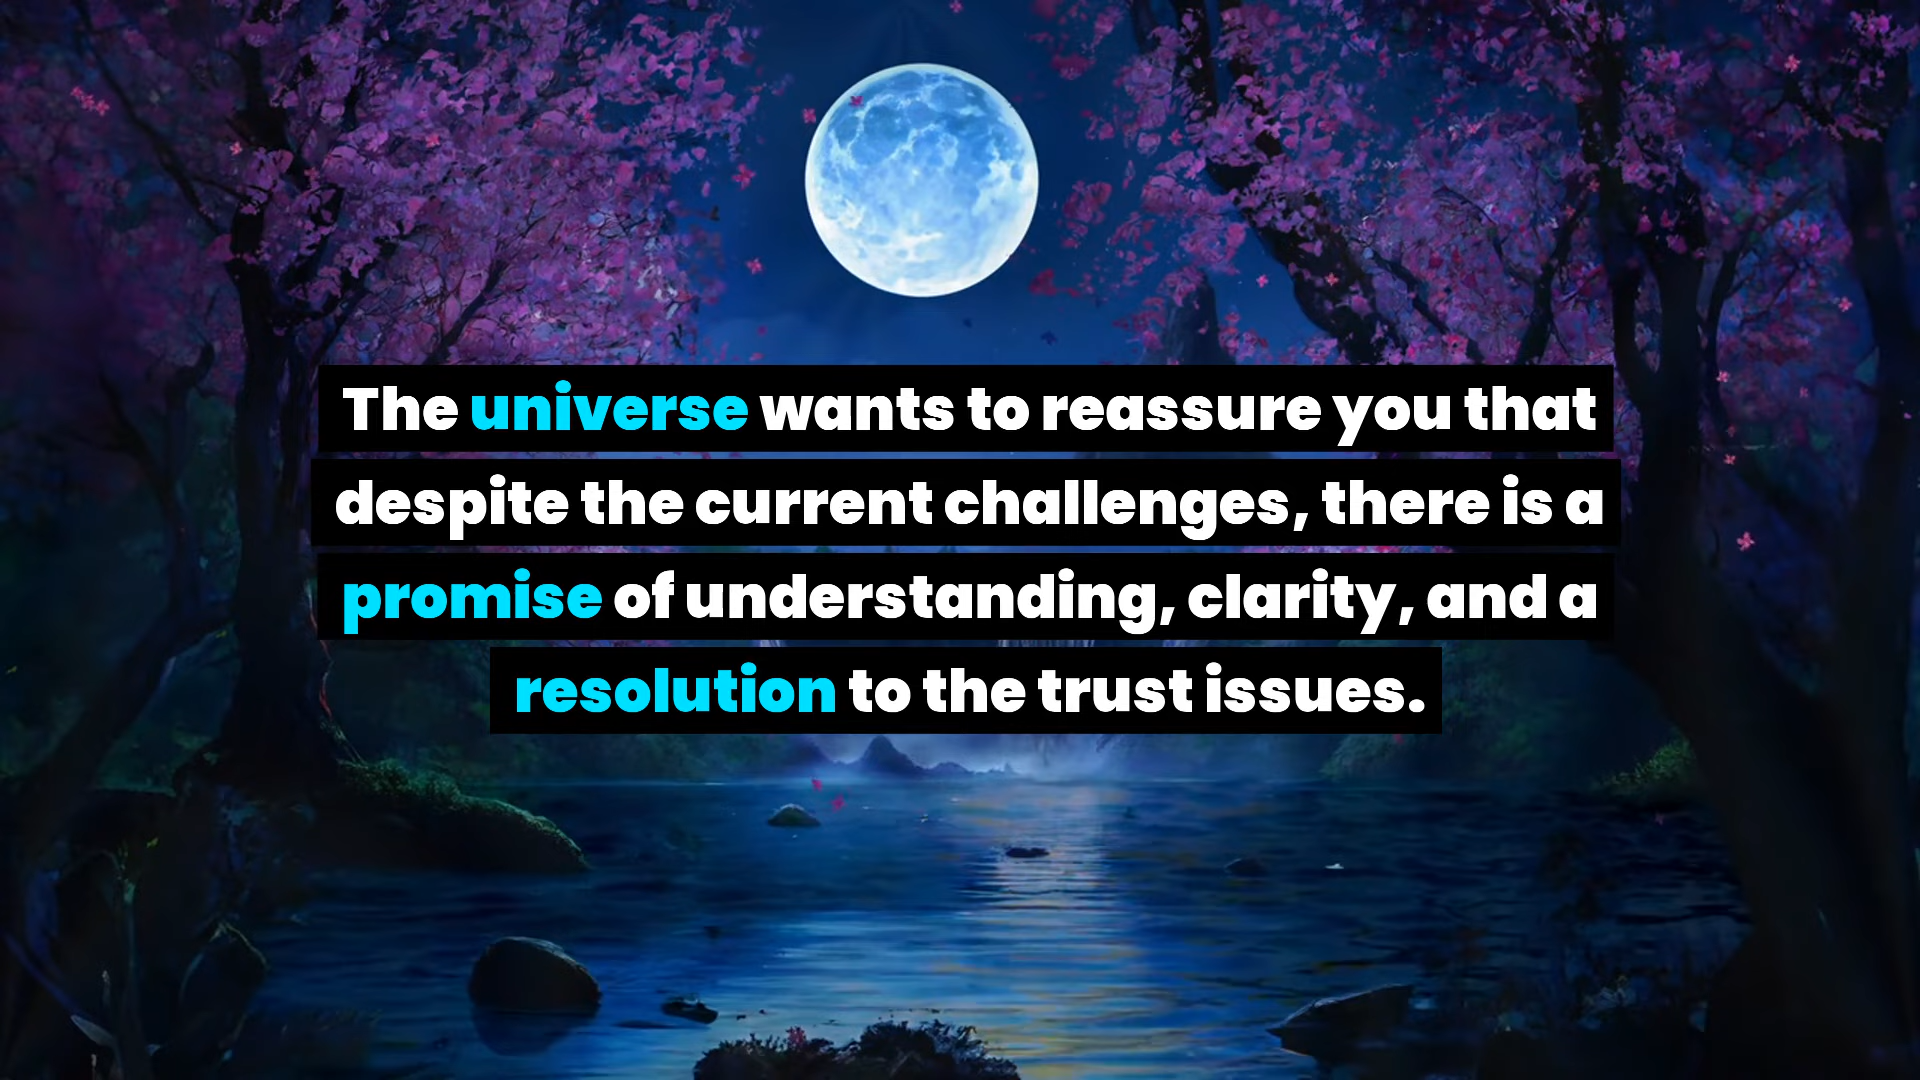 The universe wants to reassure you that
despite the current challenges, there is a
promise of understanding, clarity, and a
resolution to the trust issues.